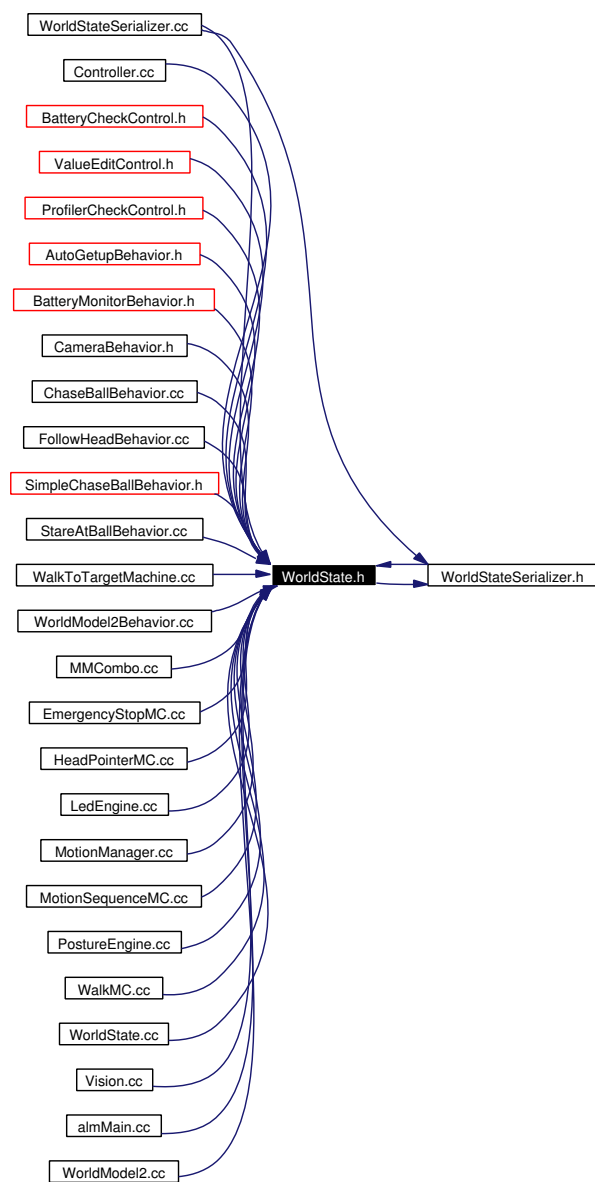 WorldStateSerializer.cc
Controller.cc
BatteryCheckControl.h
ValueEditControl.h
ProfilerCheckControl.h
AutoGetupBehavior.h
BatteryMonitorBehavior.h
CameraBehavior.h
ChaseBallBehavior.cc
FollowHeadBehavior.cc
SimpleChaseBallBehavior.h
StareAtBallBehavior.cc
WalkToTargetMachine.cc
WorldState.h
WorldStateSerializer.h
WorldModel2Behavior.cc
MMCombo.cc
EmergencyStopMC.cc
HeadPointerMC.cc
LedEngine.cc
MotionManager.cc
MotionSequenceMC.cc
PostureEngine.cc
WalkMC.cc
WorldState.cc
Vision.cc
almMain.cc
WorldModel2.cc